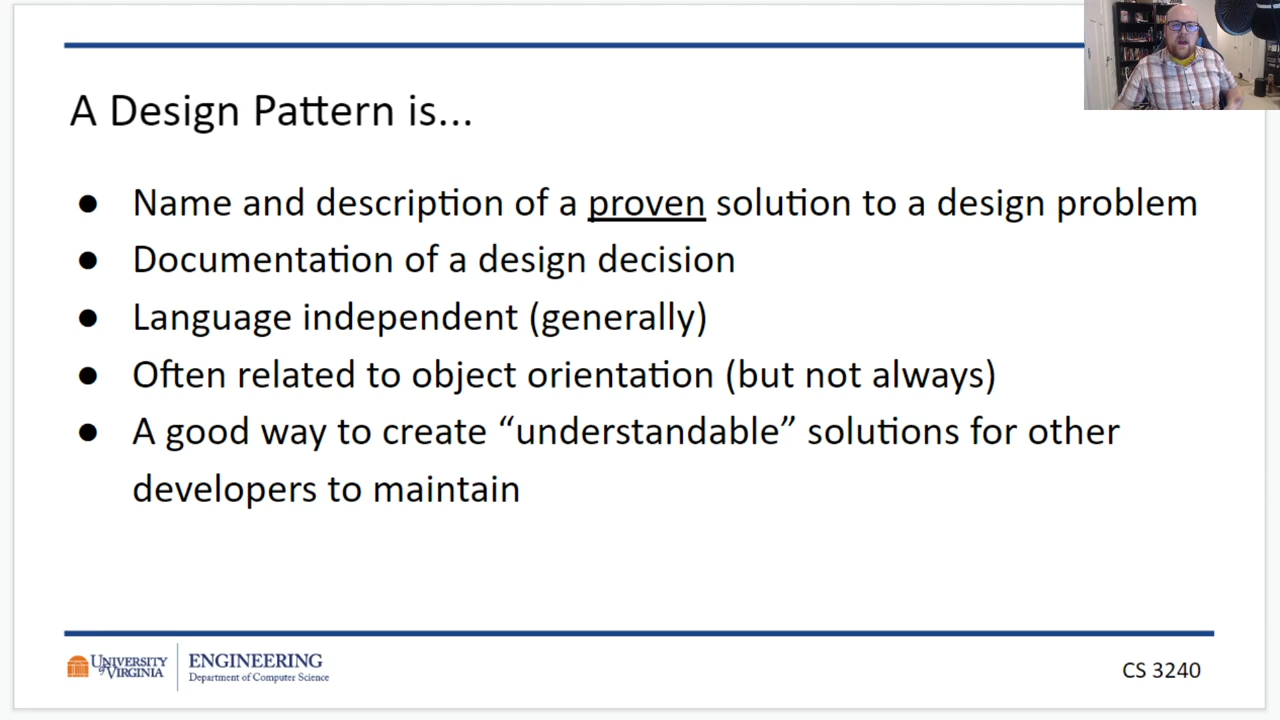 A Design Pattern is...
● Name and description of a proven solution to a design problem
● Documentation of a design decision
● Language independent (generally)
● Often related to object orientation (but not always)
● A good way to create “understandable” solutions for other
developers to maintain
UNIVERSITY
of VIRGINIA
ENGINEERING
Department of Computer Science
CS 3240